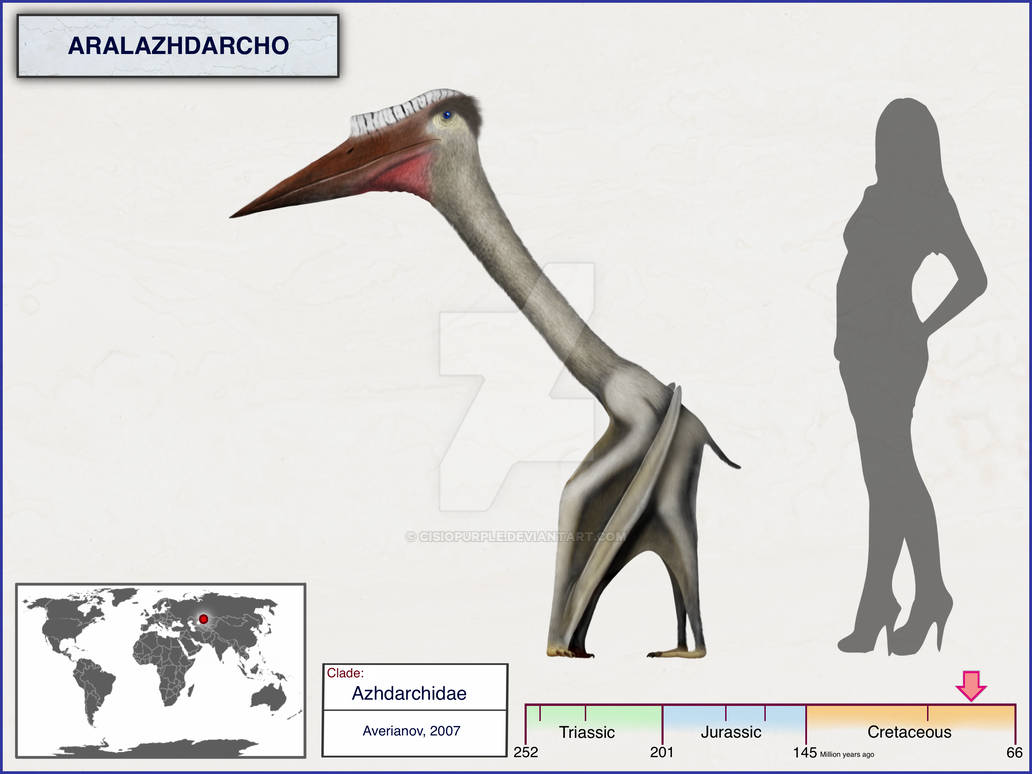 ARALAZHDARCHO
© CISIOPURPLE.DEVIANTART.COM
Clade:
Azhdarchidae
Averianov, 2007
Triassic
Jurassic
Cretaceous
252
201
145 Million years ago
66